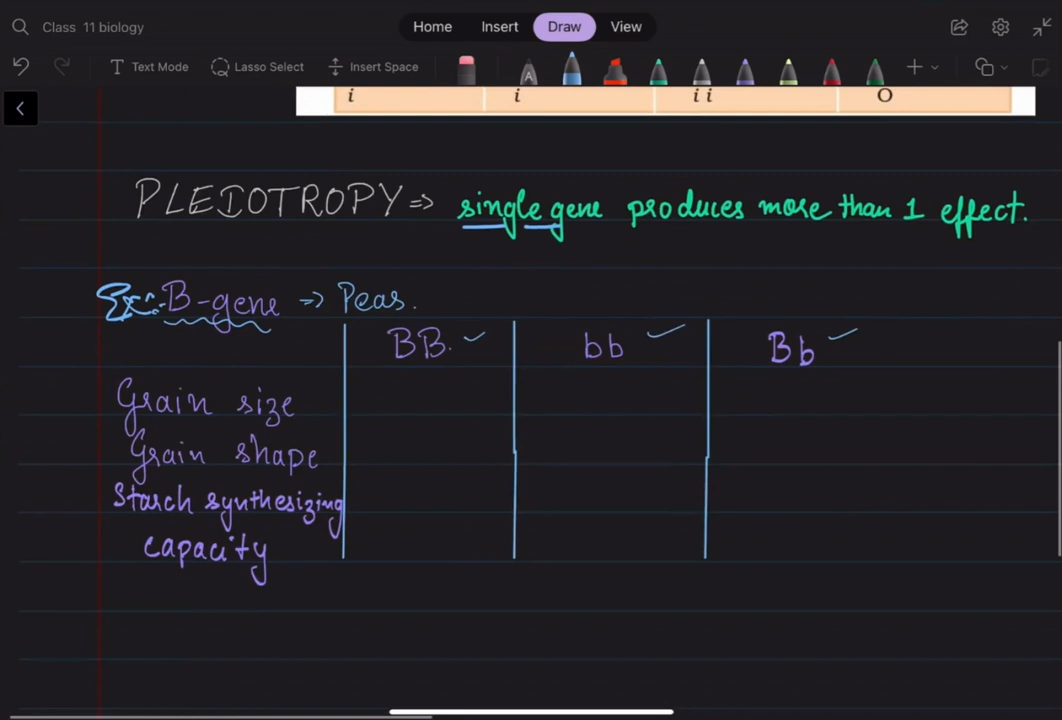 Class 11 biology
Home Insert Draw View
Text Mode Lasso Select Insert Space
i i i i O
PLEIOTROPY => single gene produces more than 1 effect.
Ex:- B-gene => Peas.
BB. bb Bb
Grain size
Grain shape
Starch synthesizing
capacity